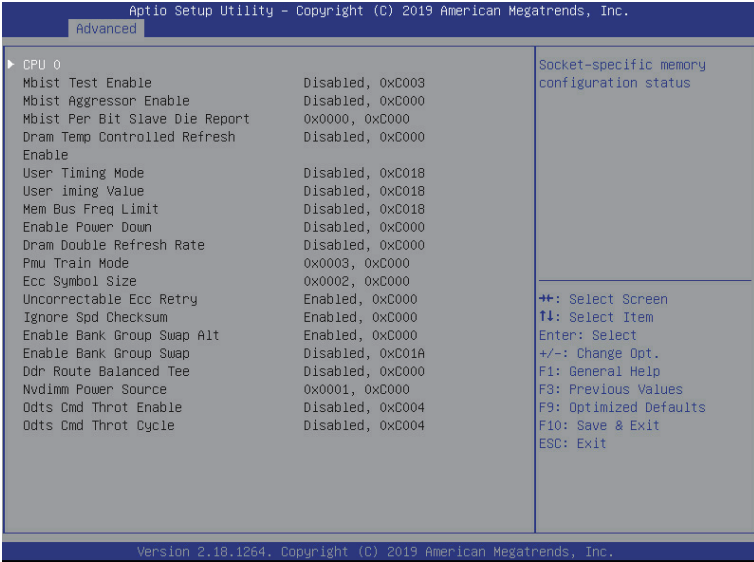 Aptio Setup Utility – Copyright (C) 2019 American Megatrends, Inc.
Advanced
CPU 0
Mbist Test Enable Disabled, 0xC003
Mbist Aggressor Enable Disabled, 0xC000
Mbist Per Bit Slave Die Report 0x0000, 0xC000
Dram Temp Controlled Refresh Disabled, 0xC000
Enable
User Timing Mode Disabled, 0xC018
User iming Value Disabled, 0xC018
Mem Bus Freq Limit Disabled, 0xC018
Enable Power Down Disabled, 0xC000
Dram Double Refresh Rate Disabled, 0xC000
Pmu Train Mode 0x0003, 0xC000
Ecc Symbol Size 0x0002, 0xC000
Uncorrectable Ecc Retry Enabled, 0xC000
Ignore Spd Checksum Enabled, 0xC000
Enable Bank Group Swap Alt Enabled, 0xC000
Enable Bank Group Swap Disabled, 0xC01A
Ddr Route Balanced Tee Disabled, 0xC000
Nvdimm Power Source 0x0001, 0xC000
Odts Cmd Throt Enable Disabled, 0xC004
Odts Cmd Throt Cycle Disabled, 0xC004
Socket-specific memory
configuration status
→←: Select Screen
↑↓: Select Item
Enter: Select
+/-: Change Opt.
F1: General Help
F3: Previous Values
F9: Optimized Defaults
F10: Save & Exit
ESC: Exit
Version 2.18.1264. Copyright (C) 2019 American Megatrends, Inc.